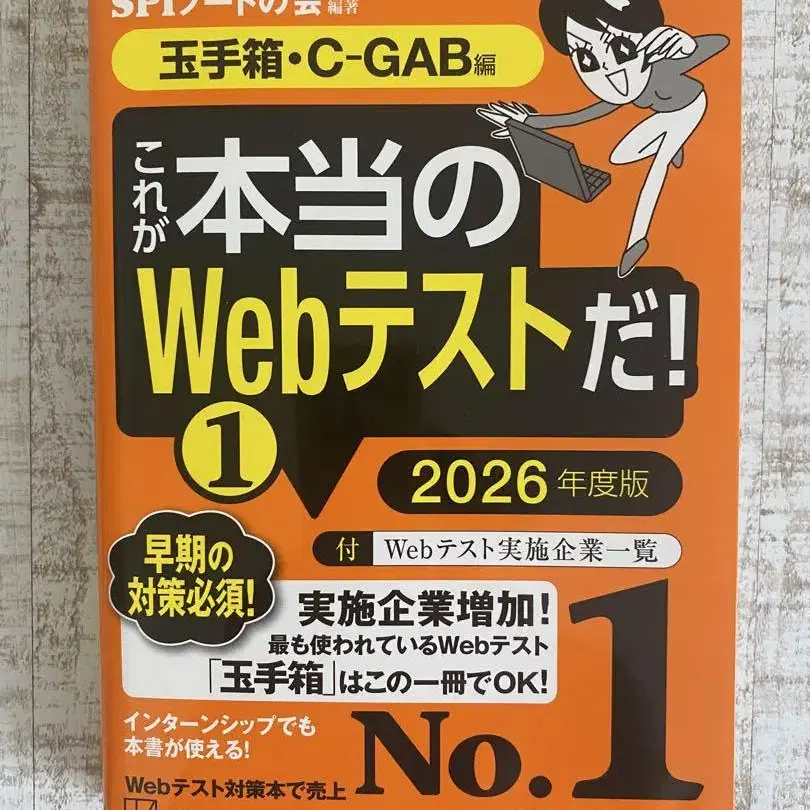 SPIノートの会 編著
玉手箱・C-GAB編
これが
本当の
Webテストだ!
1
2026年度版
付 Webテスト実施企業一覧
早期の
対策必須!
実施企業増加!
最も使われているWebテスト
「玉手箱」はこの一冊でOK!
インターンシップでも
本書が使える!
Webテスト対策本で売上
No.1